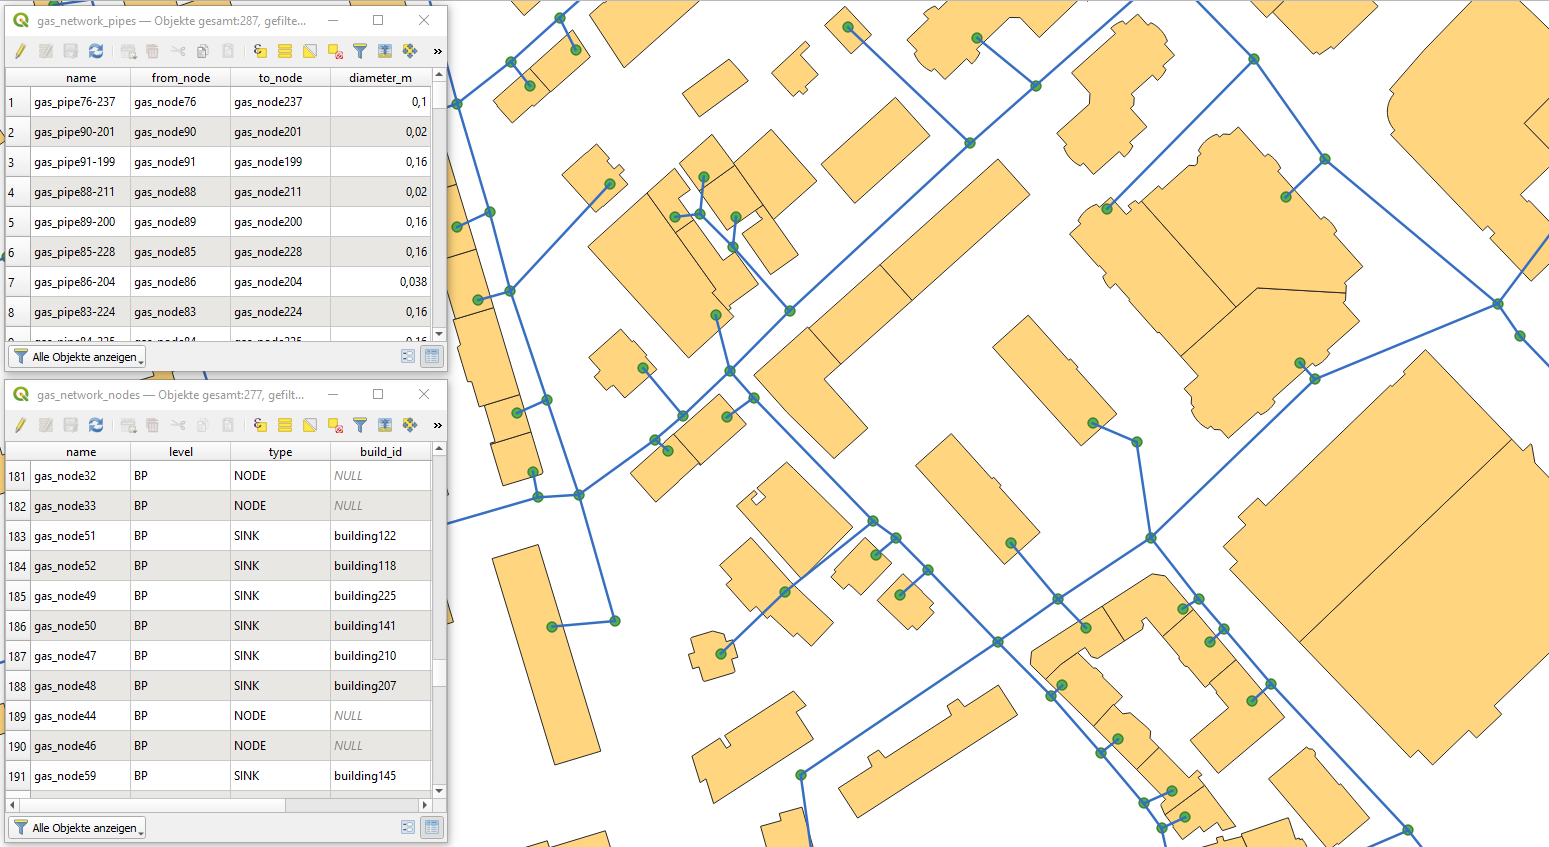 gas_network_pipes — Objekte gesamt:287, gefilte...
name from_node to_node diameter_m
1 gas_pipe76-237 gas_node76 gas_node237 0,1
2 gas_pipe90-201 gas_node90 gas_node201 0,02
3 gas_pipe91-199 gas_node91 gas_node199 0,16
4 gas_pipe88-211 gas_node88 gas_node211 0,02
5 gas_pipe89-200 gas_node89 gas_node200 0,16
6 gas_pipe85-228 gas_node85 gas_node228 0,16
7 gas_pipe86-204 gas_node86 gas_node204 0,038
8 gas_pipe83-224 gas_node83 gas_node224 0,16
Alle Objekte anzeigen
gas_network_nodes — Objekte gesamt:277, gefilt...
name level type build_id
181 gas_node32 BP NODE NULL
182 gas_node33 BP NODE NULL
183 gas_node51 BP SINK building122
184 gas_node52 BP SINK building118
185 gas_node49 BP SINK building225
186 gas_node50 BP SINK building141
187 gas_node47 BP SINK building210
188 gas_node48 BP SINK building207
189 gas_node44 BP NODE NULL
190 gas_node46 BP NODE NULL
191 gas_node59 BP SINK building145
Alle Objekte anzeigen